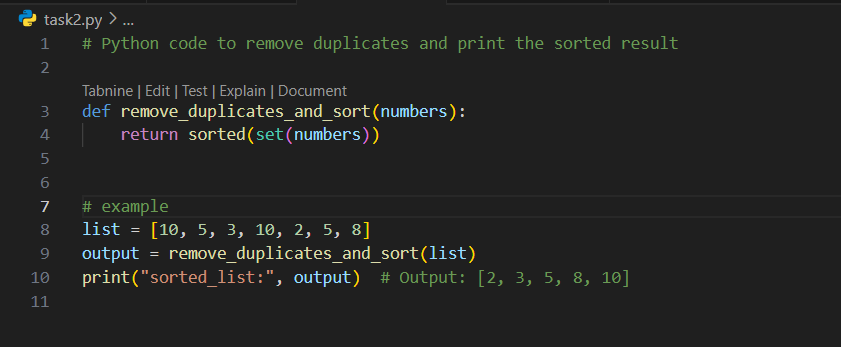 task2.py > ...
1 # Python code to remove duplicates and print the sorted result
2
Tabnine | Edit | Test | Explain | Document
3 def remove_duplicates_and_sort(numbers):
4     return sorted(set(numbers))
5
6
7 # example
8 list = [10, 5, 3, 10, 2, 5, 8]
9 output = remove_duplicates_and_sort(list)
10 print("sorted_list:", output)  # Output: [2, 3, 5, 8, 10]
11